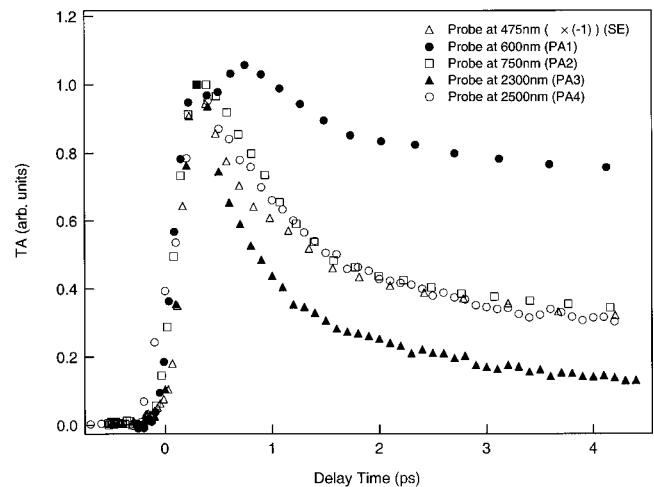 1.2
1.0
0.8
0.6
0.4
0.2
0.0
TA (arb. units)
Probe at 475nm ( ×(-1) ) (SE)
Probe at 600nm (PA1)
Probe at 750nm (PA2)
Probe at 2300nm (PA3)
Probe at 2500nm (PA4)
0 1 2 3 4
Delay Time (ps)